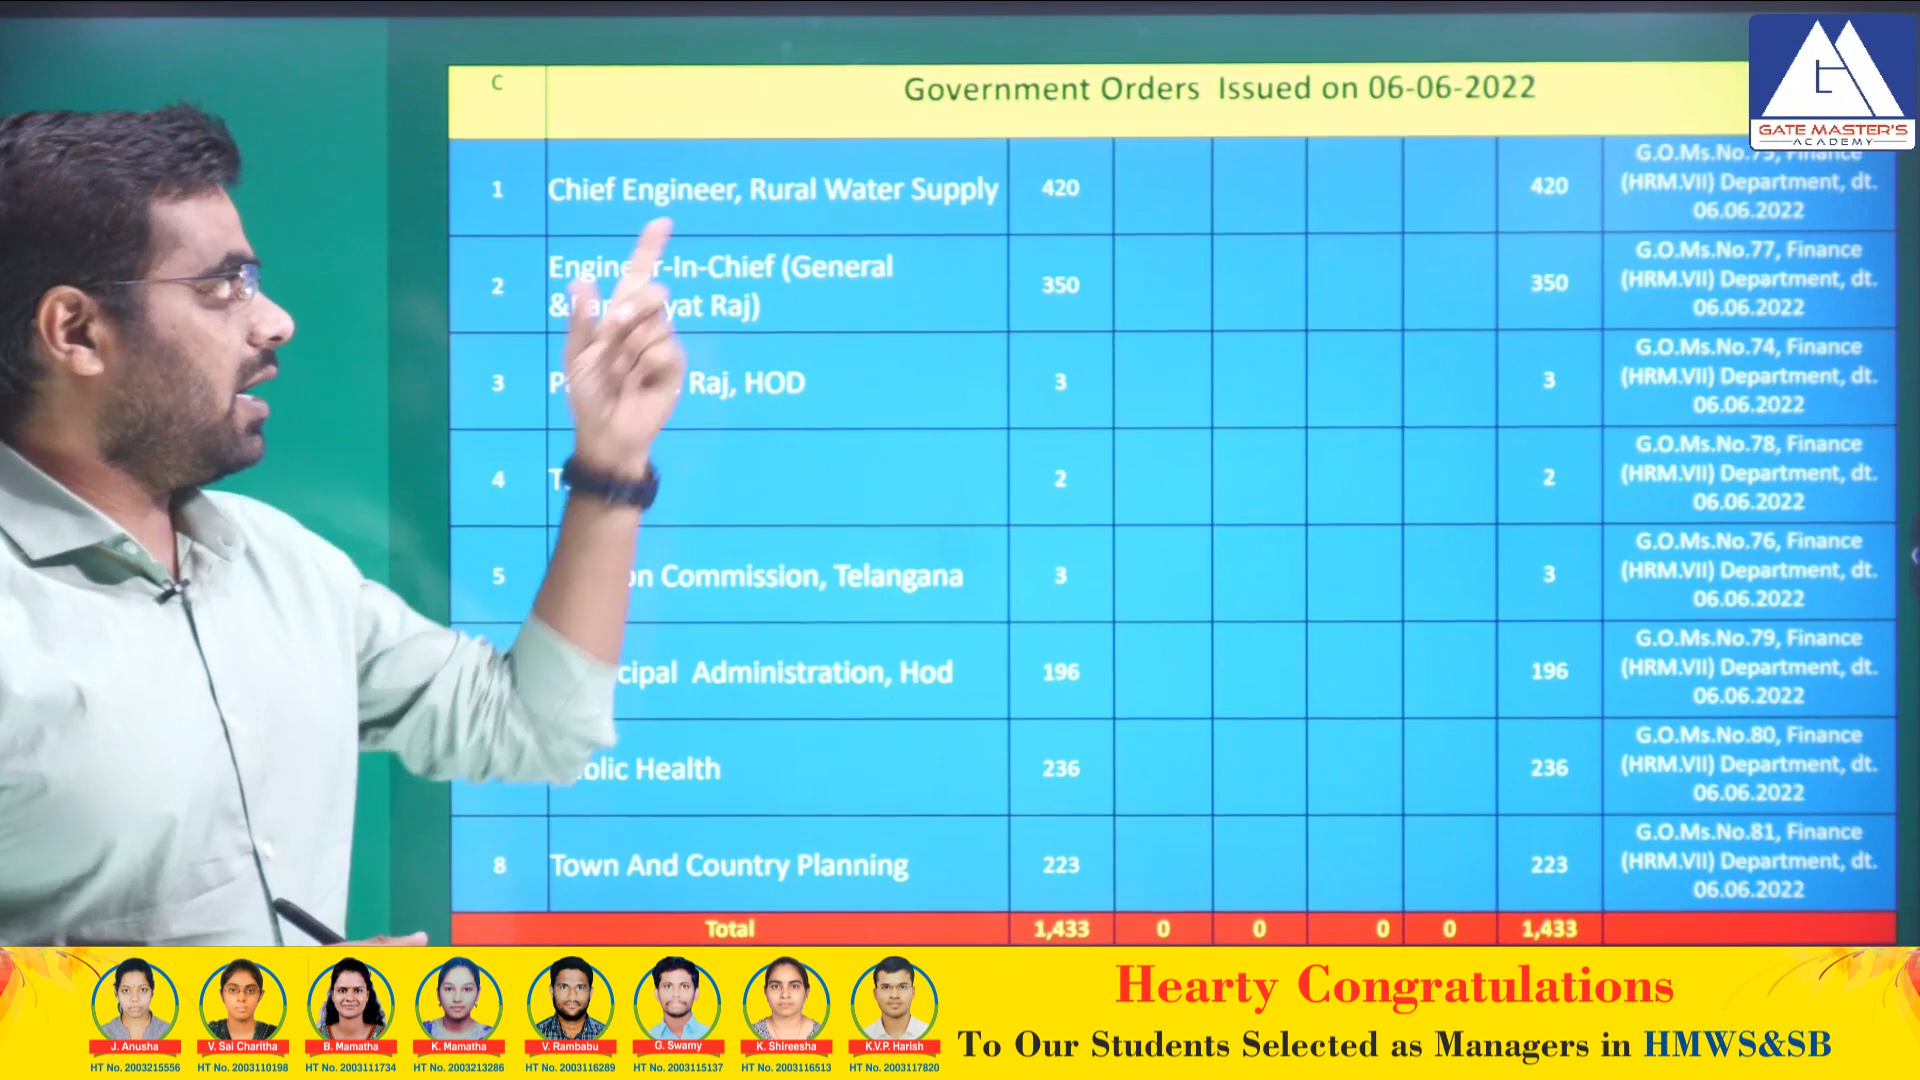 C
Government Orders Issued on 06-06-2022
GATE MASTER'S
ACADEMY
1 Chief Engineer, Rural Water Supply 420 420
G.O.Ms.No.75, Finance
(HRM.VII) Department, dt.
06.06.2022
2 -In-Chief (General
Raj) 350 350
G.O.Ms.No.77, Finance
(HRM.VII) Department, dt.
06.06.2022
3 Raj, HOD 3 3
G.O.Ms.No.74, Finance
(HRM.VII) Department, dt.
06.06.2022
4 2 2
G.O.Ms.No.78, Finance
(HRM.VII) Department, dt.
06.06.2022
5 Commission, Telangana 3 3
G.O.Ms.No.76, Finance
(HRM.VII) Department, dt.
06.06.2022
Administration, Hod 196 196
G.O.Ms.No.79, Finance
(HRM.VII) Department, dt.
06.06.2022
Health 236 236
G.O.Ms.No.80, Finance
(HRM.VII) Department, dt.
06.06.2022
8 Town And Country Planning 223 223
G.O.Ms.No.81, Finance
(HRM.VII) Department, dt.
06.06.2022
Total 1,433 0 0 0 0 1,433
Hearty Congratulations
To Our Students Selected as Managers in HMWS&SB
J. Anusha V. Sai Charitha B. Mamatha K. Mamatha V. Rambabu G. Swamy K. Shireesha K.V.P. Harish
HT No. 2003215556 HT No. 2003110198 HT No. 2003111734 HT No. 2003213286 HT No. 2003116289 HT No. 2003115137 HT No. 2003116513 HT No. 2003117820